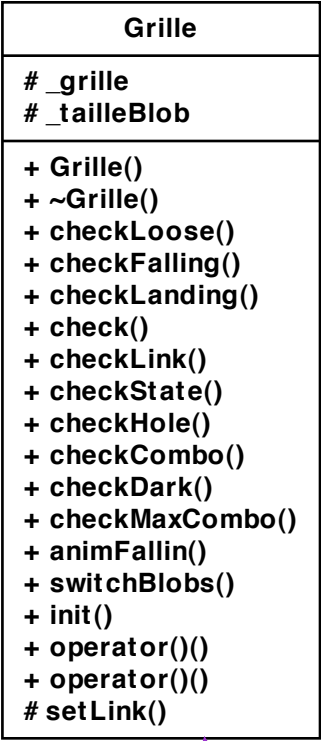 Grille
# _grille
# _tailleBlob
+ Grille()
+ ~Grille()
+ checkLoose()
+ checkFalling()
+ checkLanding()
+ check()
+ checkLink()
+ checkState()
+ checkHole()
+ checkCombo()
+ checkDark()
+ checkMaxCombo()
+ animFallin()
+ switchBlobs()
+ init()
+ operator()()
+ operator()()
# setLink()